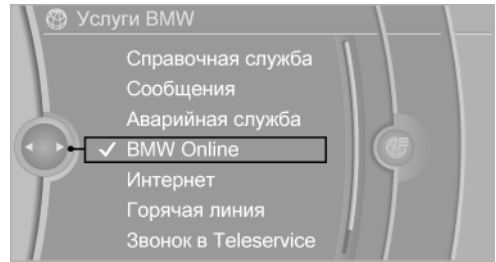 Услуги BMW
Справочная служба
Сообщения
Аварийная служба
BMW Online
Интернет
Горячая линия
Звонок в Teleservice